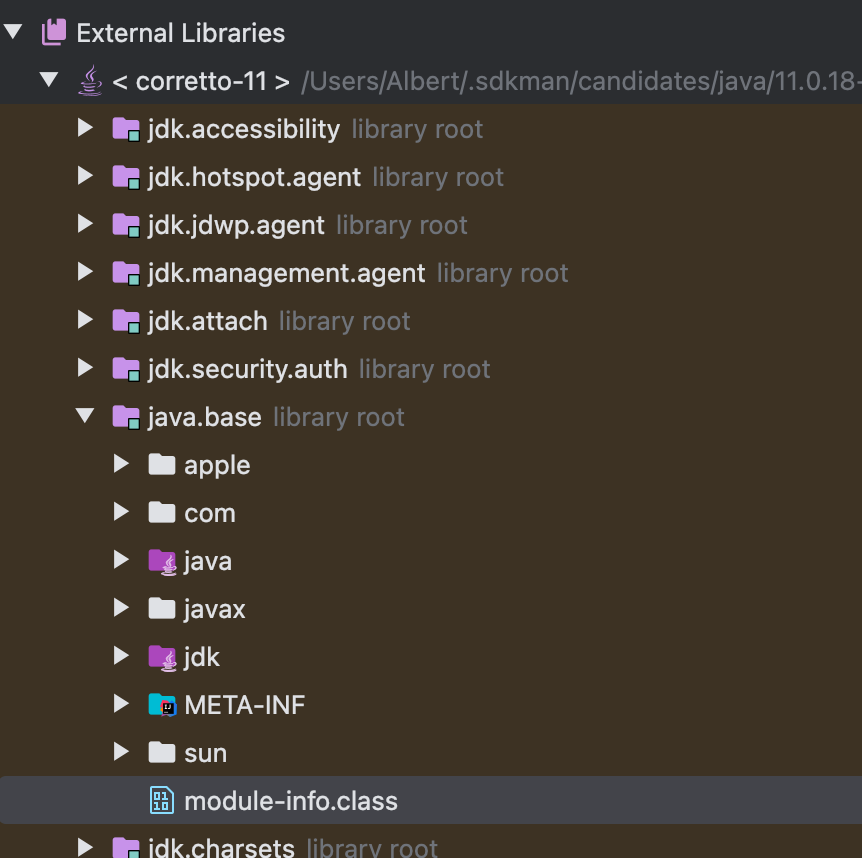 External Libraries
< corretto-11 > /Users/Albert/.sdkman/candidates/java/11.0.18-
jdk.accessibility library root
jdk.hotspot.agent library root
jdk.jdwp.agent library root
jdk.management.agent library root
jdk.attach library root
jdk.security.auth library root
java.base library root
apple
com
java
javax
jdk
META-INF
sun
module-info.class
jdk.charsets library root